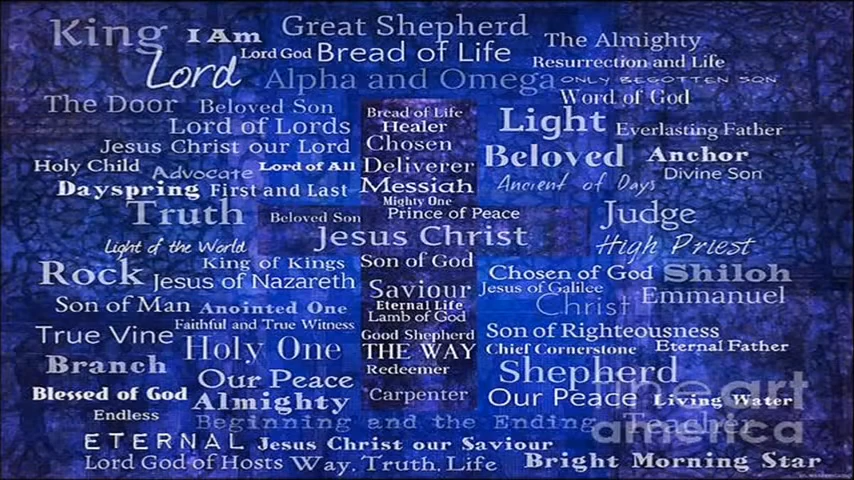 King I Am Great Shepherd
Lord God Bread of Life The Almighty
Lord Resurrection and Life
Alpha and Omega ONLY BEGOTTEN SON
The Door Beloved Son Word of God
Bread of Life
Lord of Lords Healer Light Everlasting Father
Jesus Christ our Lord Chosen
Holy Child Advocate Lord of All Deliverer Beloved Anchor
Divine Son
Dayspring First and Last Messiah Ancient of Days
Mighty One
Truth Beloved Son Prince of Peace Judge
Jesus Christ
Light of the World High Priest
King of Kings Son of God
Rock Jesus of Nazareth Chosen of God Shiloh
Saviour Jesus of Galilee
Son of Man Anointed One Eternal Life Christ Emmanuel
Lamb of God
True Vine Faithful and True Witness Good Shepherd Son of Righteousness
Holy One THE WAY Chief Cornerstone Eternal Father
Branch Redeemer Shepherd
Our Peace
Blessed of God Almighty Carpenter Our Peace Living Water
Endless
Beginning and the Ending Teacher
ETERNAL Jesus Christ our Saviour
Lord God of Hosts Way, Truth, Life Bright Morning Star
fine art
america